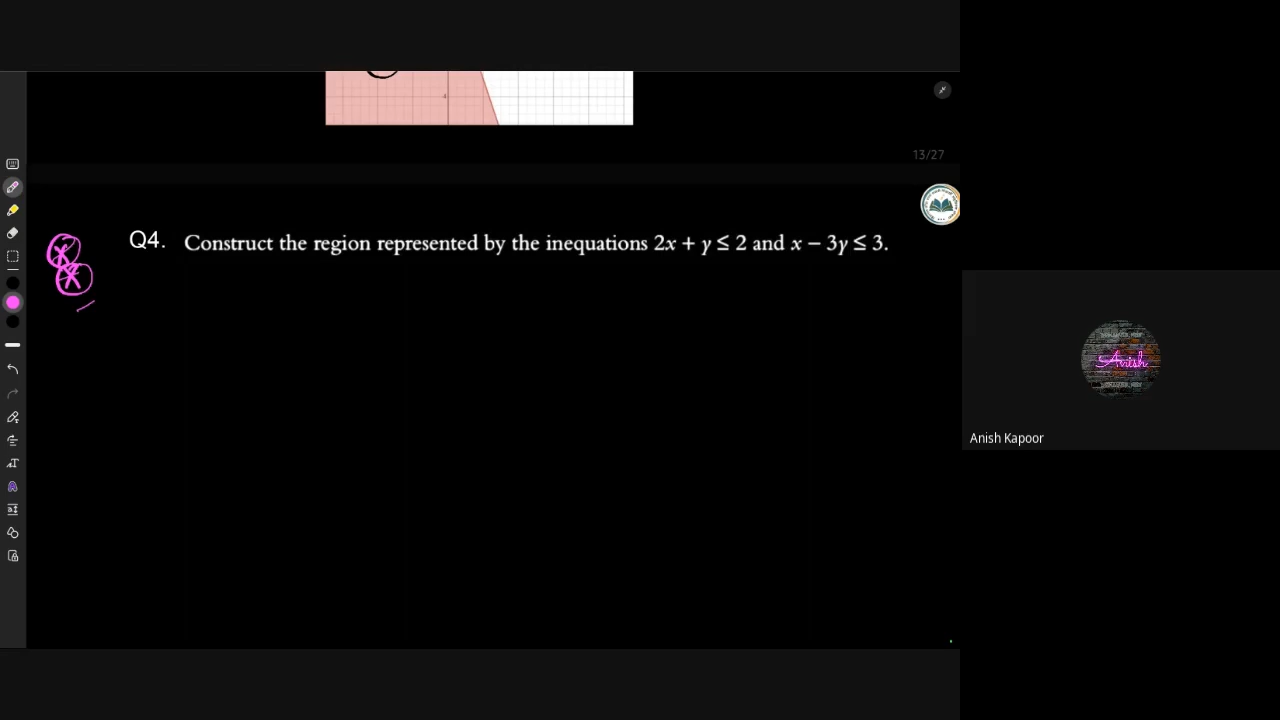 13/27
Q4. Construct the region represented by the inequations 2x + y ≤ 2 and x − 3y ≤ 3.
Anish
Anish Kapoor